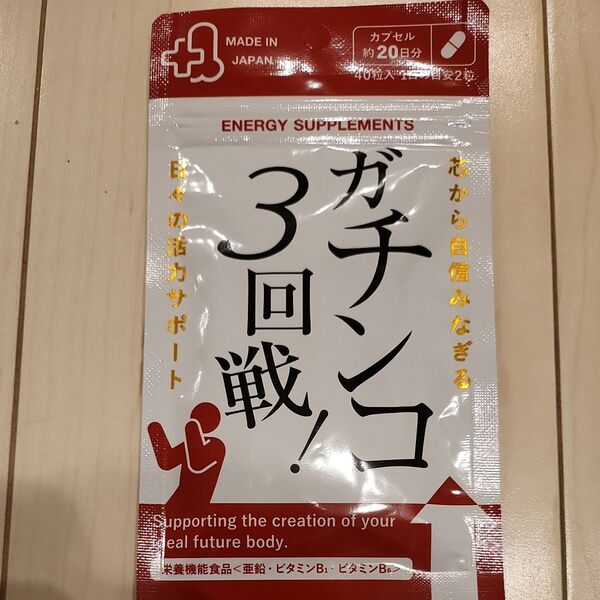 MADE IN
JAPAN
カプセル
約20日分
40粒入 1日の目安2粒
ENERGY SUPPLEMENTS
芯から自信みなぎる
ガチンコ
3回戦!
日々の活力サポート
Supporting the creation of your
ideal future body.
栄養機能食品<亜鉛・ビタミンB1・ビタミンB6>